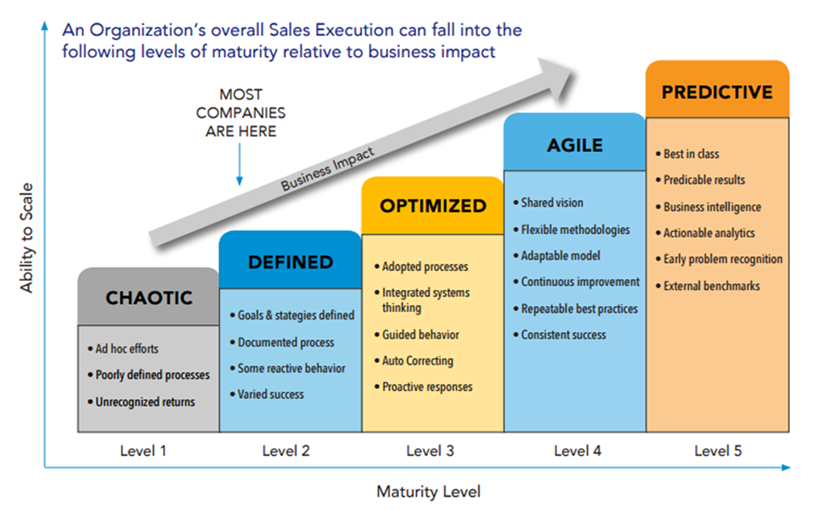 An Organization's overall Sales Execution can fall into the
following levels of maturity relative to business impact
MOST
COMPANIES
ARE HERE
Business Impact
Ability to Scale
CHAOTIC
• Ad hoc efforts
• Poorly defined processes
• Unrecognized returns
Level 1
DEFINED
• Goals & stategies defined
• Documented process
• Some reactive behavior
• Varied success
Level 2
OPTIMIZED
• Adopted processes
• Integrated systems
thinking
• Guided behavior
• Auto Correcting
• Proactive responses
Level 3
AGILE
• Shared vision
• Flexible methodologies
• Adaptable model
• Continuous improvement
• Repeatable best practices
• Consistent success
Level 4
PREDICTIVE
• Best in class
• Predicable results
• Business intelligence
• Actionable analytics
• Early problem recognition
• External benchmarks
Level 5
Maturity Level